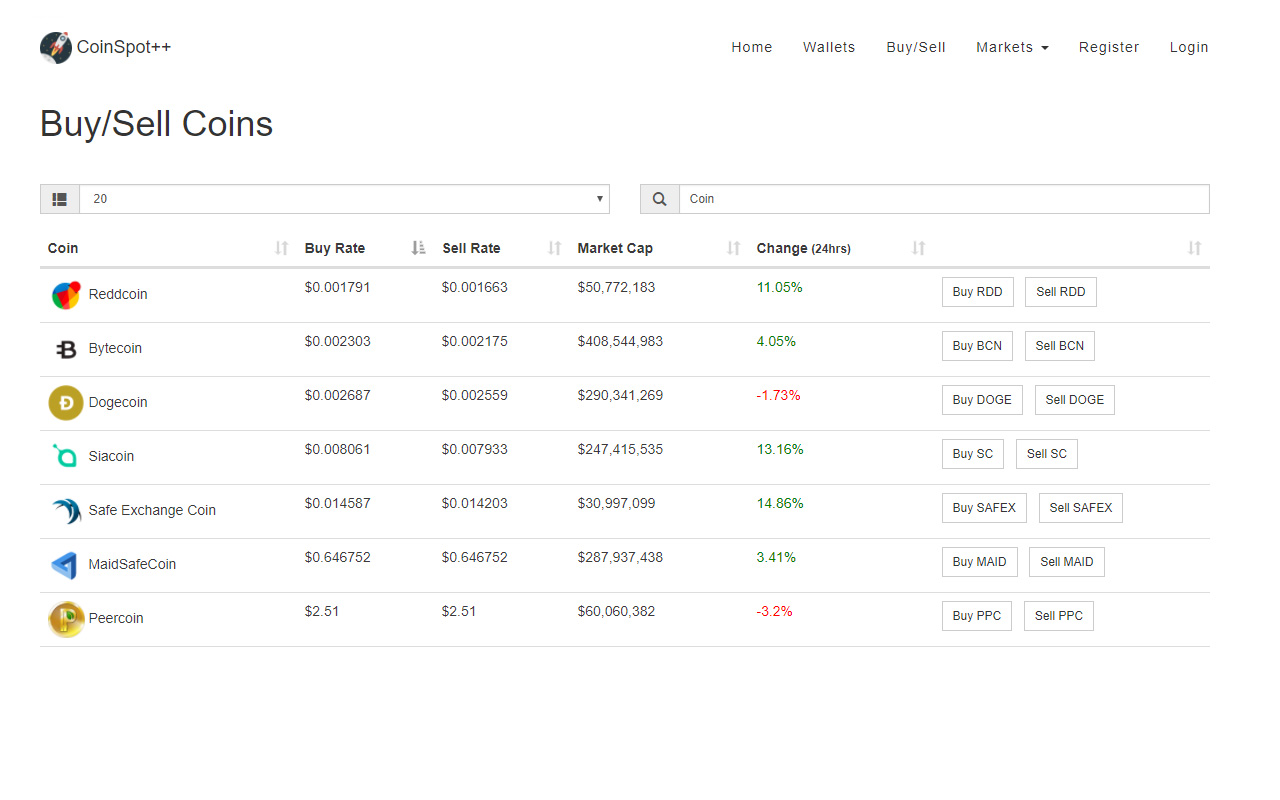 CoinSpot++ Home Wallets Buy/Sell Markets Register Login
Buy/Sell Coins
20 Coin
Coin Buy Rate Sell Rate Market Cap Change (24hrs)
Reddcoin $0.001791 $0.001663 $50,772,183 11.05% Buy RDD Sell RDD
Bytecoin $0.002303 $0.002175 $408,544,983 4.05% Buy BCN Sell BCN
Dogecoin $0.002687 $0.002559 $290,341,269 -1.73% Buy DOGE Sell DOGE
Siacoin $0.008061 $0.007933 $247,415,535 13.16% Buy SC Sell SC
Safe Exchange Coin $0.014587 $0.014203 $30,997,099 14.86% Buy SAFEX Sell SAFEX
MaidSafeCoin $0.646752 $0.646752 $287,937,438 3.41% Buy MAID Sell MAID
Peercoin $2.51 $2.51 $60,060,382 -3.2% Buy PPC Sell PPC